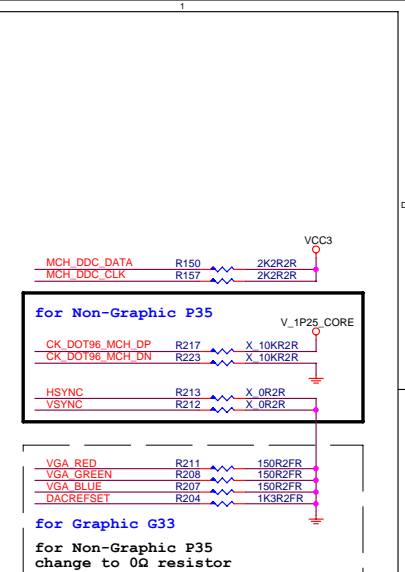 1
VCC3
MCH_DDC_DATA R150 2K2R2R
MCH_DDC_CLK R157 2K2R2R
for Non-Graphic P35
V_1P25_CORE
CK_DOT96_MCH_DP R217 X_10KR2R
CK_DOT96_MCH_DN R223 X_10KR2R
HSYNC R213 X_0R2R
VSYNC R212 X_0R2R
VGA_RED R211 150R2FR
VGA_GREEN R208 150R2FR
VGA_BLUE R207 150R2FR
DACREFSET R204 1K3R2FR
for Graphic G33
for Non-Graphic P35
change to 0Ω resistor